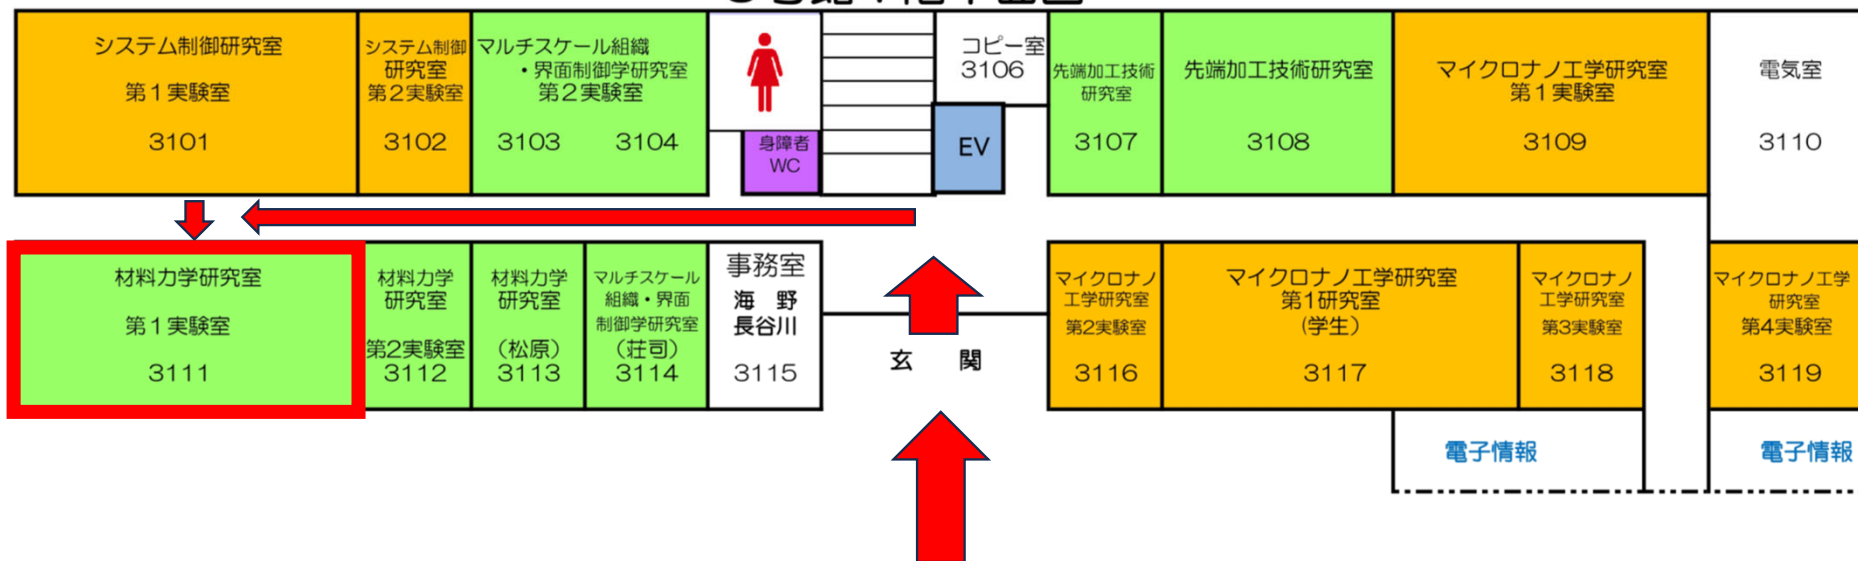 システム制御研究室
第1実験室
3101
システム制御
研究室
第2実験室
3102
マルチスケール組織
・界面制御学研究室
第2実験室
3103 3104
身障者
WC
コピー室
3106
EV
先端加工技術
研究室
3107
先端加工技術研究室
3108
マイクロナノ工学研究室
第1実験室
3109
電気室
3110
材料力学研究室
第1実験室
3111
材料力学
研究室
第2実験室
3112
材料力学
研究室
(松原)
3113
マルチスケール
組織・界面
制御学研究室
(荘司)
3114
事務室
海 野
長谷川
3115
玄 関
マイクロナノ
工学研究室
第2実験室
3116
マイクロナノ工学研究室
第1研究室
(学生)
3117
マイクロナノ
工学研究室
第3実験室
3118
マイクロナノ工学
研究室
第4実験室
3119
電子情報
電子情報